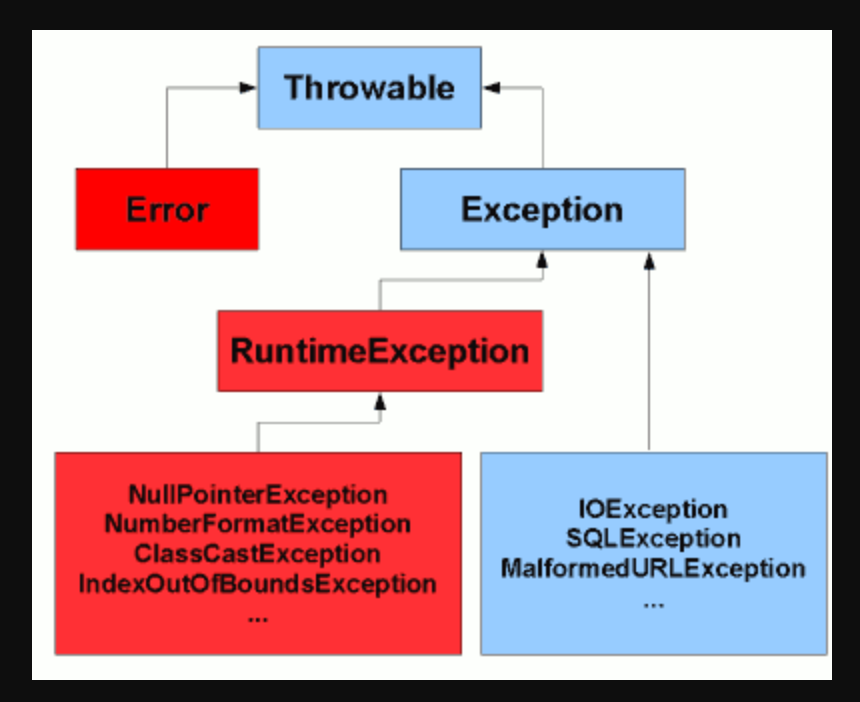 Throwable
Error
Exception
RuntimeException
NullPointerException
NumberFormatException
ClassCastException
IndexOutOfBoundsException
...
IOException
SQLException
MalformedURLException
...